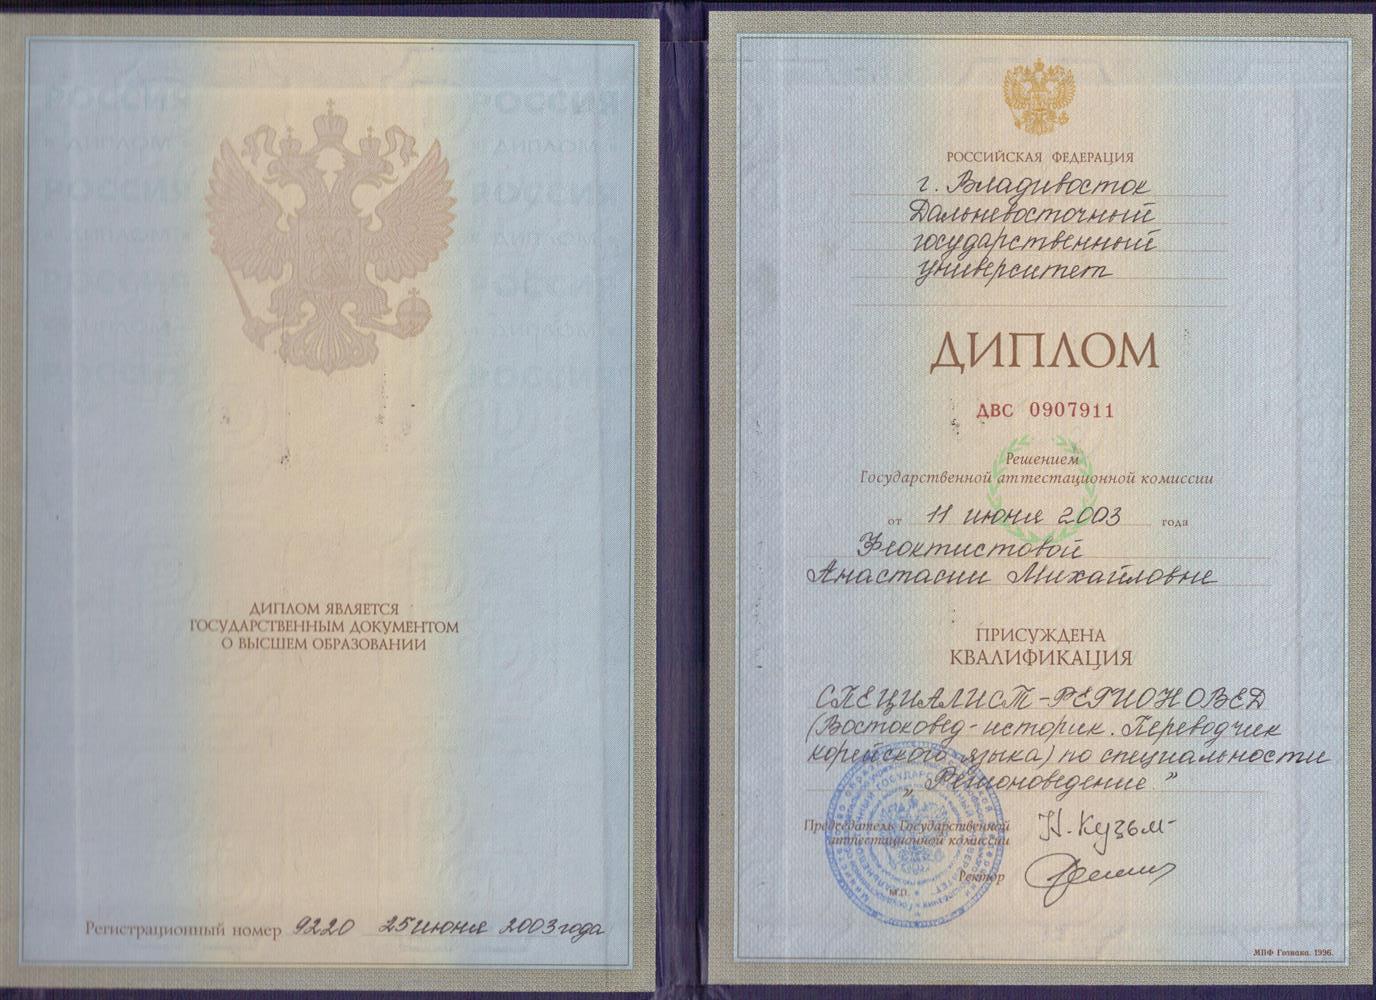 ДИПЛОМ ЯВЛЯЕТСЯ
ГОСУДАРСТВЕННЫМ ДОКУМЕНТОМ
О ВЫСШЕМ ОБРАЗОВАНИИ
Регистрационный номер 9220 25 июня 2003 года
РОССИЙСКАЯ ФЕДЕРАЦИЯ
г. Владивосток
Дальневосточный
государственный
университет
ДИПЛОМ
ДВС 0907911
Решением
Государственной аттестационной комиссии
от 11 июня 2003 года
Феоктистовой
Анастасии Михайловне
ПРИСУЖДЕНА
КВАЛИФИКАЦИЯ
СПЕЦИАЛИСТ-РЕГИОНОВЕД
(Востоковед-историк. Переводчик
корейского языка) по специальности
„Регионоведение"
Председатель Государственной
аттестационной комиссии
Н. Кузьм-
Ректор
М.П.
МПФ Гознака. 1996.